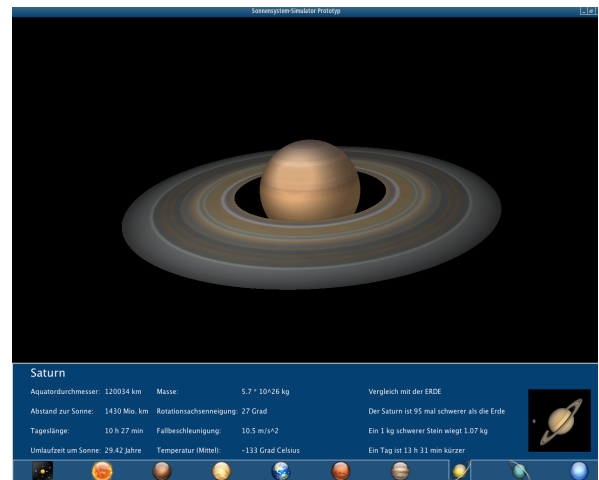 Sonnensystem-Simulator Prototyp
Saturn
Aquatordurchmesser: 120034 km Masse: 5.7 * 10^26 kg Vergleich mit der ERDE
Abstand zur Sonne: 1430 Mio. km Rotationsachsenneigung: 27 Grad Der Saturn ist 95 mal schwerer als die Erde
Tageslänge: 10 h 27 min Fallbeschleunigung: 10.5 m/s^2 Ein 1 kg schwerer Stein wiegt 1.07 kg
Umlaufzeit um Sonne: 29.42 Jahre Temperatur (Mittel): -133 Grad Celsius Ein Tag ist 13 h 31 min kürzer